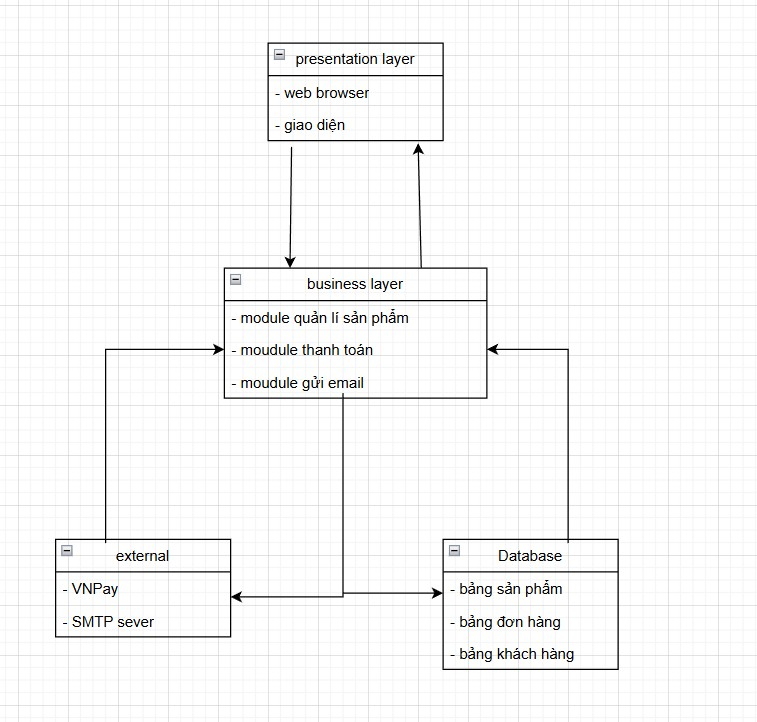 presentation layer
- web browser
- giao diện
business layer
- module quản lí sản phẩm
- moudule thanh toán
- moudule gửi email
external
- VNPay
- SMTP sever
Database
- bảng sản phẩm
- bảng đơn hàng
- bảng khách hàng